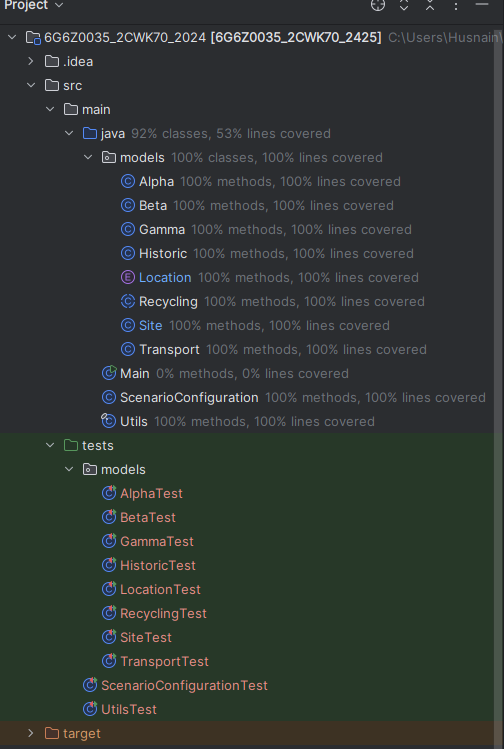 Project
6G6Z0035_2CWK70_2024 [6G6Z0035_2CWK70_2425] C:\Users\Husnain\
.idea
src
main
java 92% classes, 53% lines covered
models 100% classes, 100% lines covered
Alpha 100% methods, 100% lines covered
Beta 100% methods, 100% lines covered
Gamma 100% methods, 100% lines covered
Historic 100% methods, 100% lines covered
Location 100% methods, 100% lines covered
Recycling 100% methods, 100% lines covered
Site 100% methods, 100% lines covered
Transport 100% methods, 100% lines covered
Main 0% methods, 0% lines covered
ScenarioConfiguration 100% methods, 100% lines covered
Utils 100% methods, 100% lines covered
tests
models
AlphaTest
BetaTest
GammaTest
HistoricTest
LocationTest
RecyclingTest
SiteTest
TransportTest
ScenarioConfigurationTest
UtilsTest
target